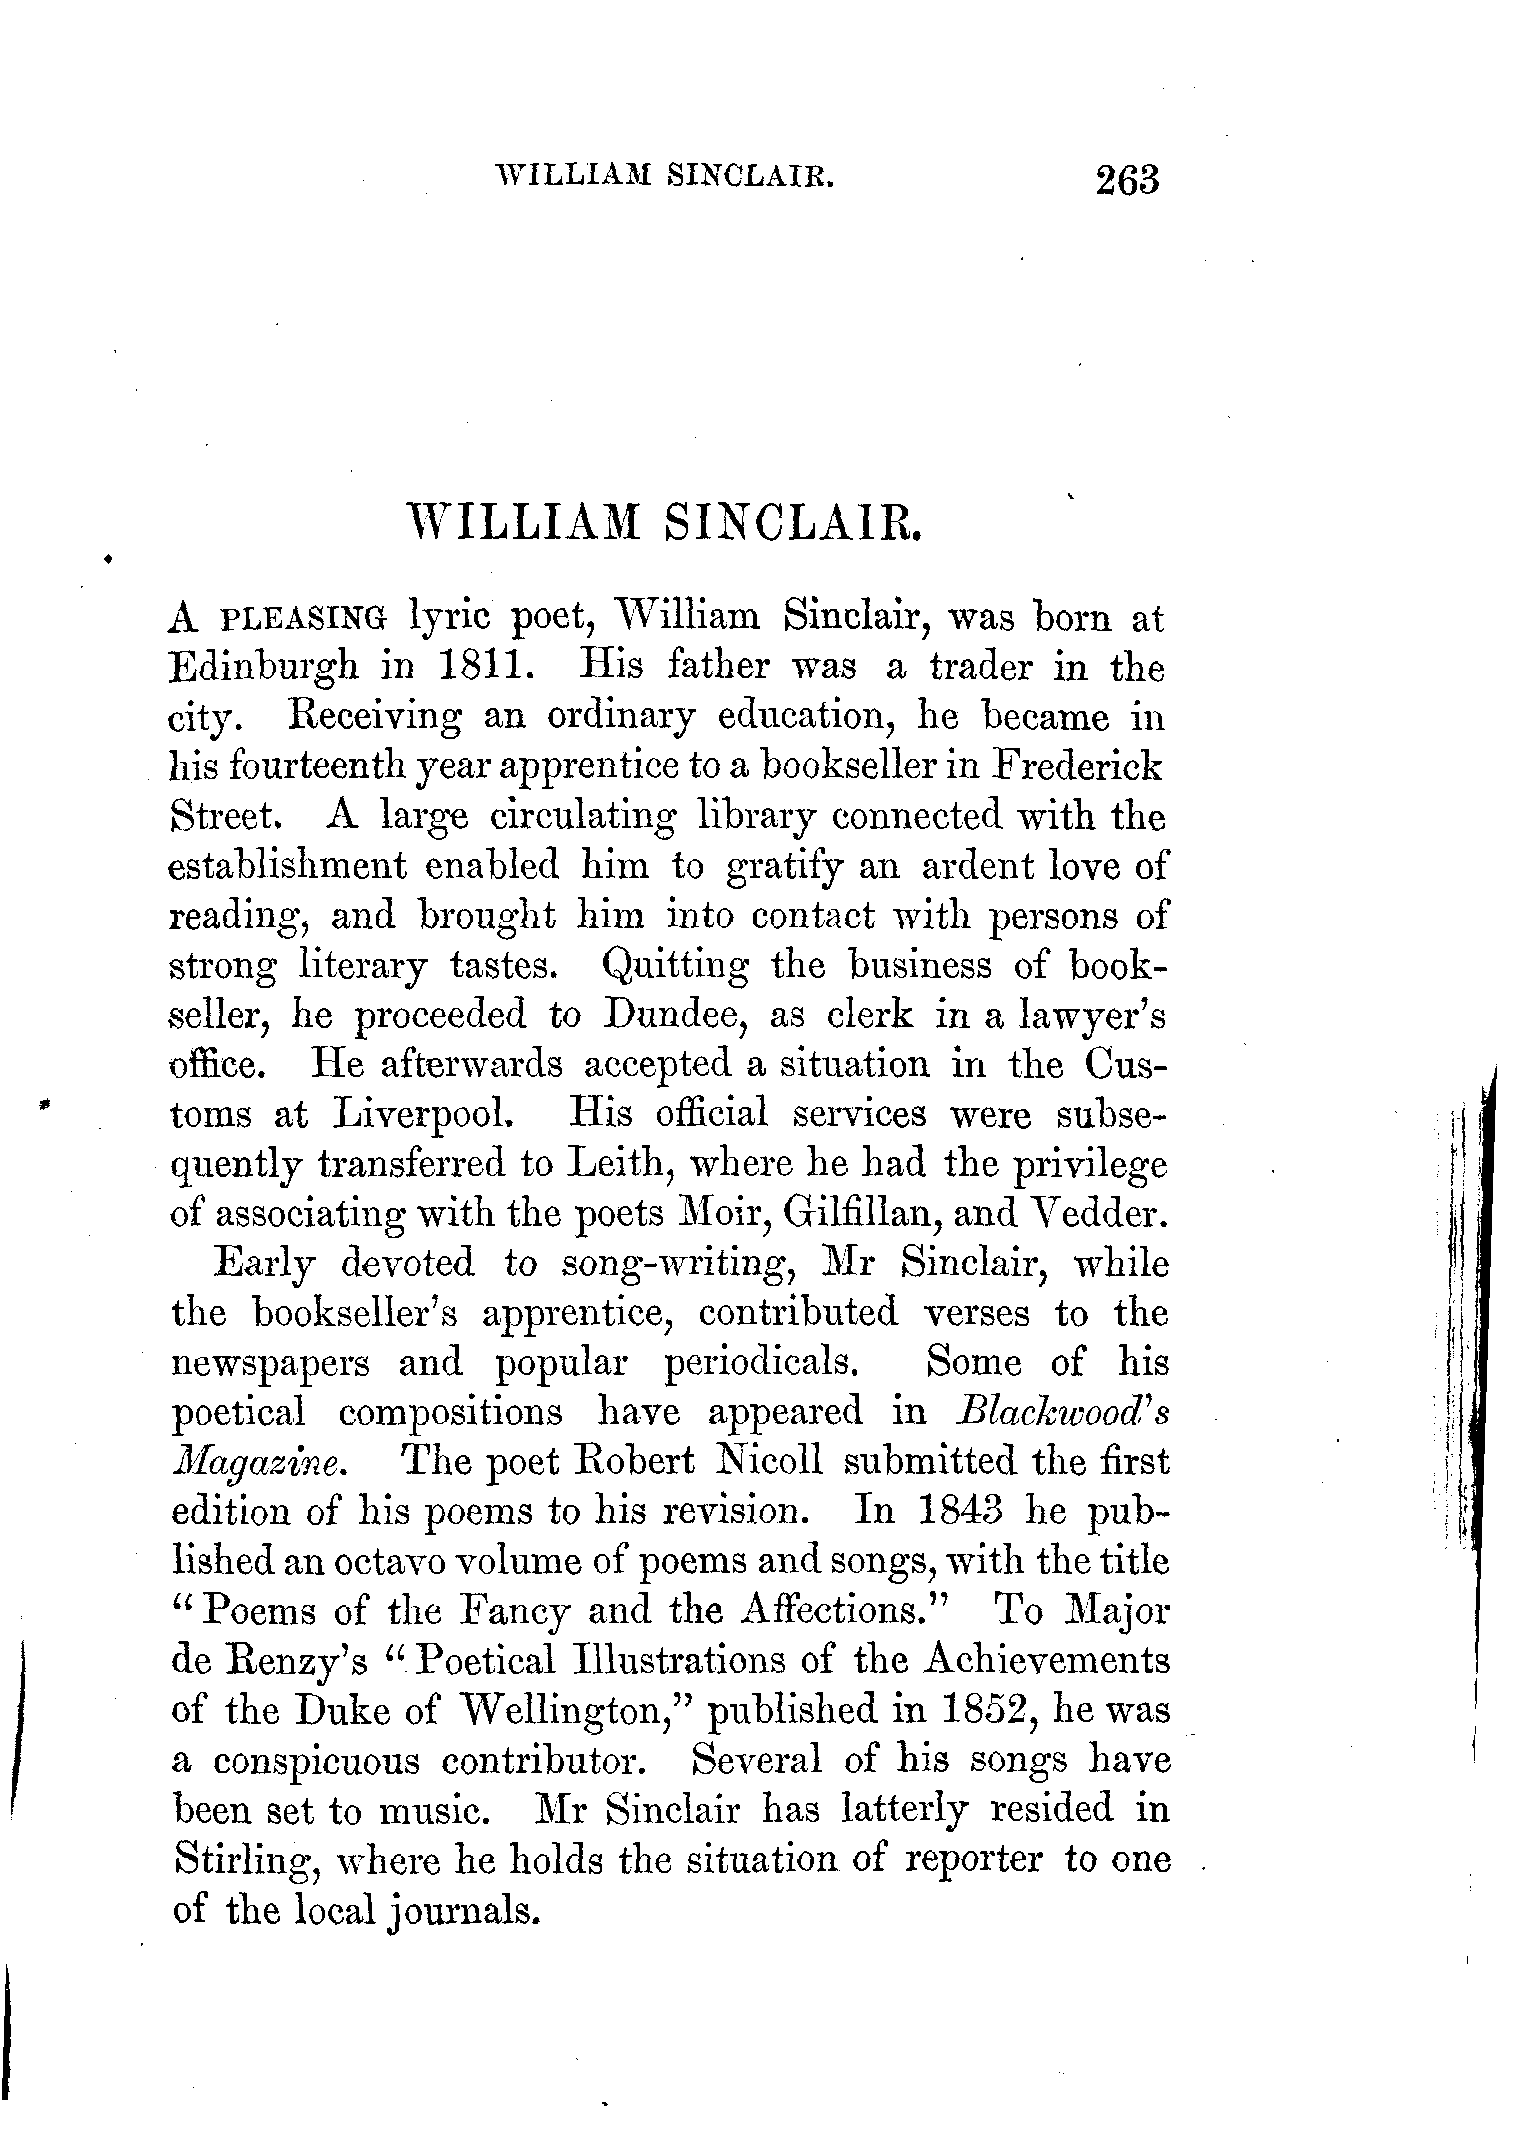 WILLIAM SINCLAIR. 263
WILLIAM SINCLAIR.
A PLEASING lyric poet, William Sinclair, was born at
Edinburgh in 1811. His father was a trader in the
city. Receiving an ordinary education, he became in
his fourteenth year apprentice to a bookseller in Frederick
Street. A large circulating library connected with the
establishment enabled him to gratify an ardent love of
reading, and brought him into contact with persons of
strong literary tastes. Quitting the business of book-
seller, he proceeded to Dundee, as clerk in a lawyer's
office. He afterwards accepted a situation in the Cus-
toms at Liverpool. His official services were subse-
quently transferred to Leith, where he had the privilege
of associating with the poets Moir, Gilfillan, and Vedder.
Early devoted to song-writing, Mr Sinclair, while
the bookseller's apprentice, contributed verses to the
newspapers and popular periodicals. Some of his
poetical compositions have appeared in Blackwood's
Magazine. The poet Robert Nicoll submitted the first
edition of his poems to his revision. In 1843 he pub-
lished an octavo volume of poems and songs, with the title
“Poems of the Fancy and the Affections.” To Major
de Renzy's “Poetical Illustrations of the Achievements
of the Duke of Wellington,” published in 1852, he was
a conspicuous contributor. Several of his songs have
been set to music. Mr Sinclair has latterly resided in
Stirling, where he holds the situation of reporter to one
of the local journals.